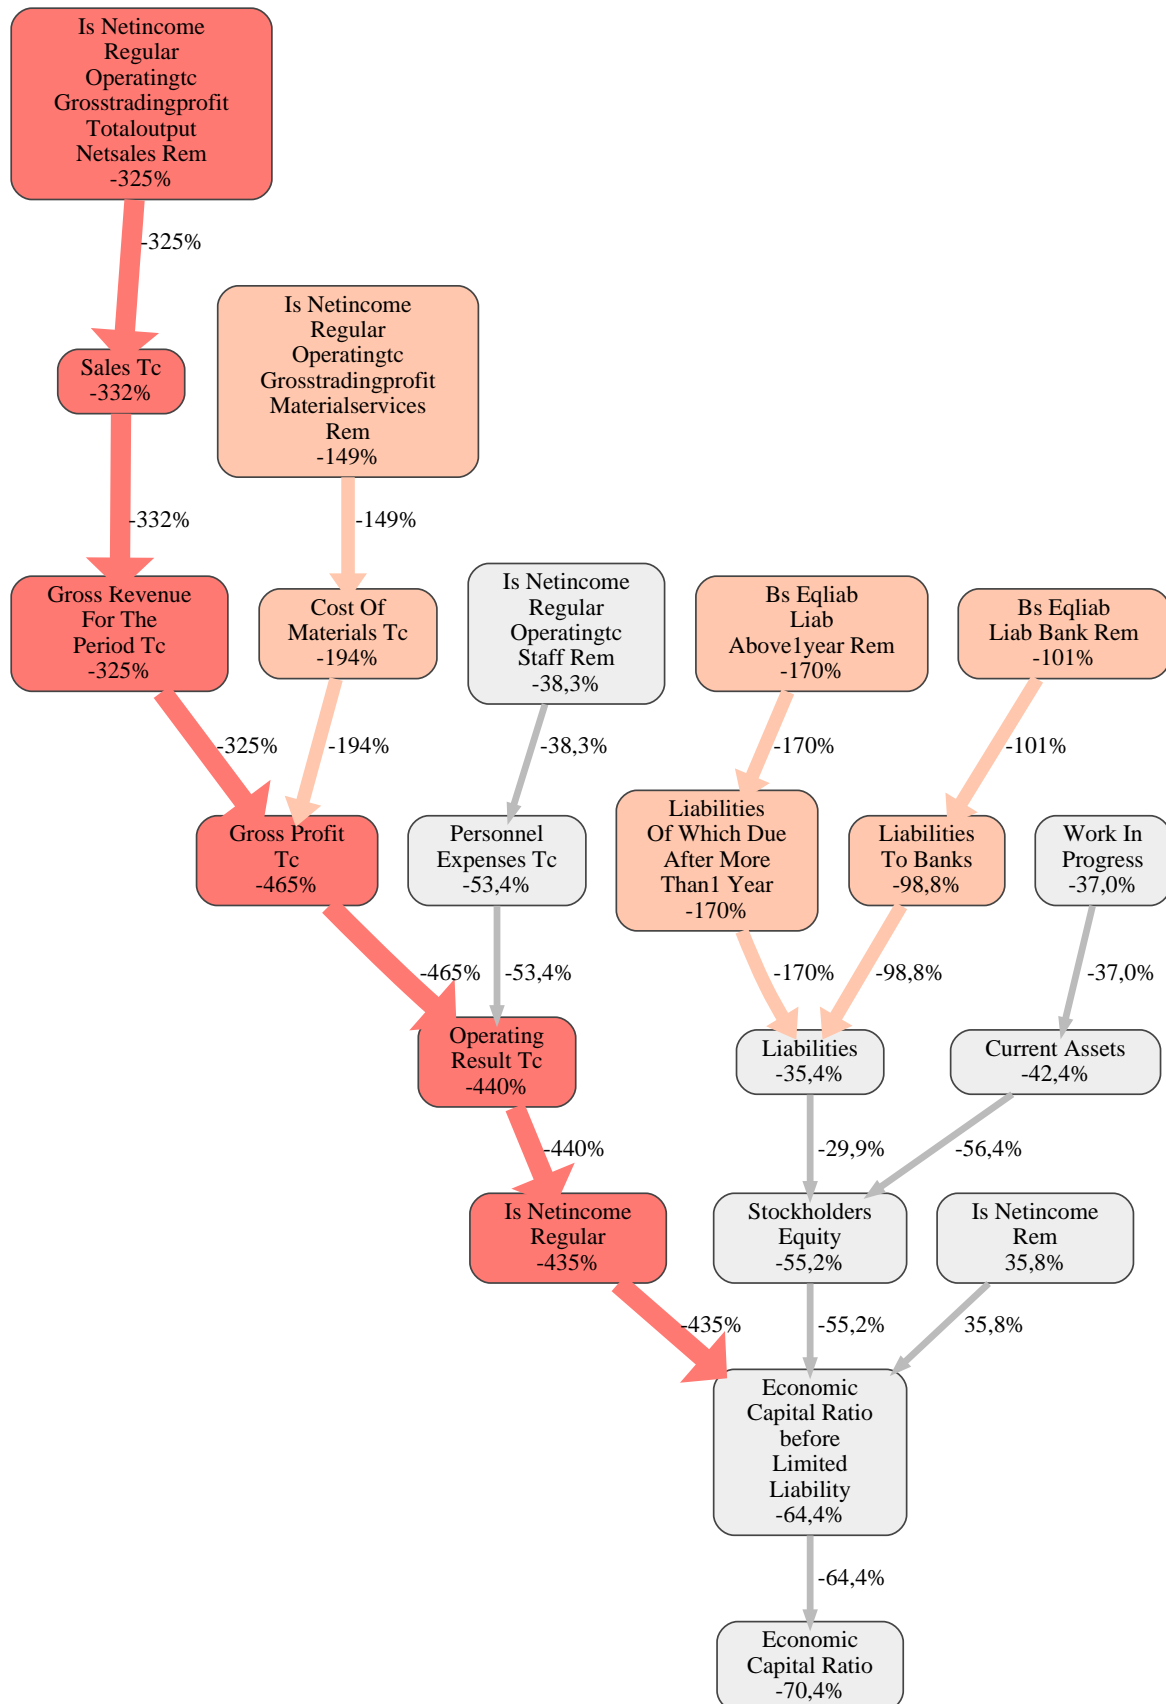 Is Netincome
Regular
Operatingtc
Grosstradingprofit
Totaloutput
Netsales Rem
-325%
-325%
Sales Tc
-332%
Is Netincome
Regular
Operatingtc
Grosstradingprofit
Materialservices
Rem
-149%
-332%
-149%
Gross Revenue
For The
Period Tc
-325%
Cost Of
Materials Tc
-194%
Is Netincome
Regular
Operatingtc
Staff Rem
-38,3%
Bs Eqliab
Liab
Above1year Rem
-170%
Bs Eqliab
Liab Bank Rem
-101%
-325%
-194%
-38,3%
-170%
-101%
Gross Profit
Tc
-465%
Personnel
Expenses Tc
-53,4%
Liabilities
Of Which Due
After More
Than1 Year
-170%
Liabilities
To Banks
-98,8%
Work In
Progress
-37,0%
-465%
-53,4%
-170%
-98,8%
-37,0%
Operating
Result Tc
-440%
Liabilities
-35,4%
Current Assets
-42,4%
-440%
-29,9%
-56,4%
Is Netincome
Regular
-435%
Stockholders
Equity
-55,2%
Is Netincome
Rem
35,8%
-435%
-55,2%
35,8%
Economic
Capital Ratio
before
Limited
Liability
-64,4%
-64,4%
Economic
Capital Ratio
-70,4%